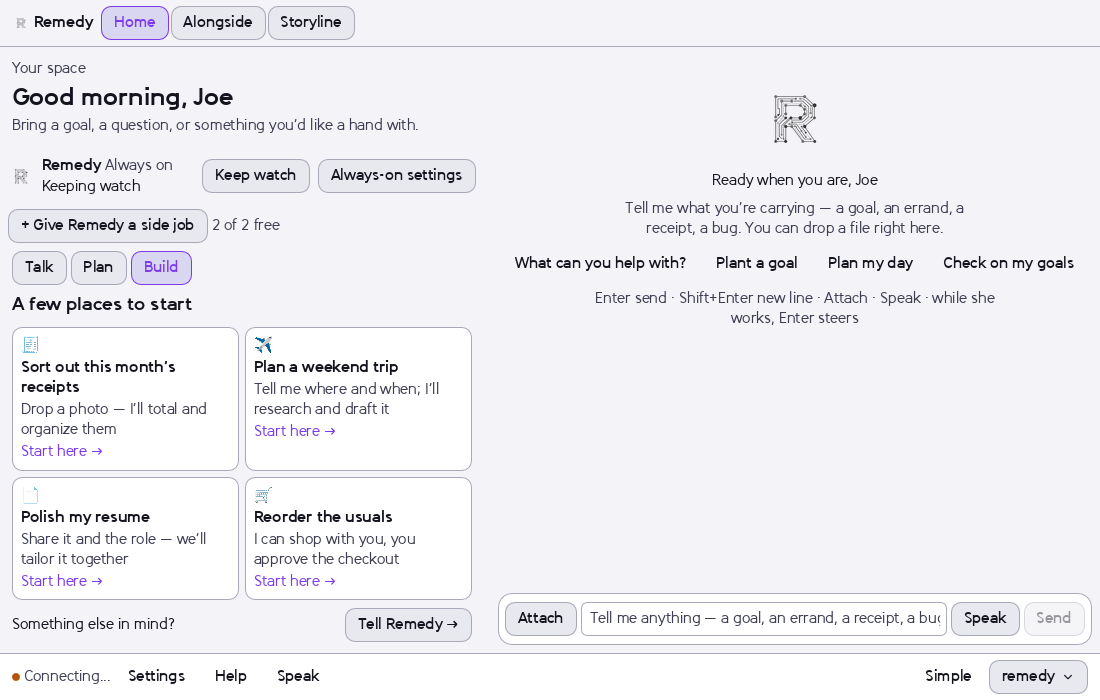 Remedy Home Alongside Storyline
Your space
Good morning, Joe
Bring a goal, a question, or something you'd like a hand with.
Remedy Always on
Keeping watch
Keep watch
Always-on settings
+ Give Remedy a side job 2 of 2 free
Talk Plan Build
A few places to start
Sort out this month's
receipts
Drop a photo — I'll total and
organize them
Start here →
Plan a weekend trip
Tell me where and when; I'll
research and draft it
Start here →
Polish my resume
Share it and the role — we'll
tailor it together
Start here →
Reorder the usuals
I can shop with you, you
approve the checkout
Start here →
Something else in mind?
Tell Remedy →
Ready when you are, Joe
Tell me what you're carrying — a goal, an errand, a
receipt, a bug. You can drop a file right here.
What can you help with? Plant a goal Plan my day Check on my goals
Enter send · Shift+Enter new line · Attach · Speak · while she
works, Enter steers
Attach Tell me anything — a goal, an errand, a receipt, a bug Speak Send
Connecting... Settings Help Speak Simple remedy